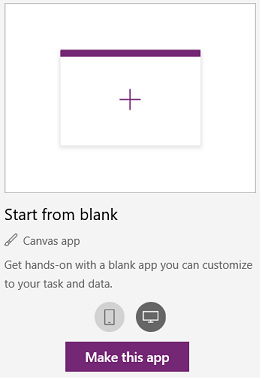 Start from blank
Canvas app
Get hands-on with a blank app you can customize
to your task and data.
Make this app